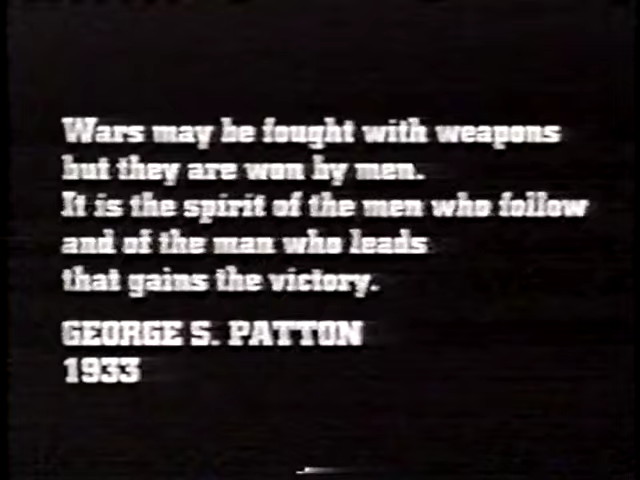 Wars may be fought with weapons
but they are won by men.
It is the spirit of the men who follow
and of the man who leads
that gains the victory.
GEORGE S. PATTON
1933